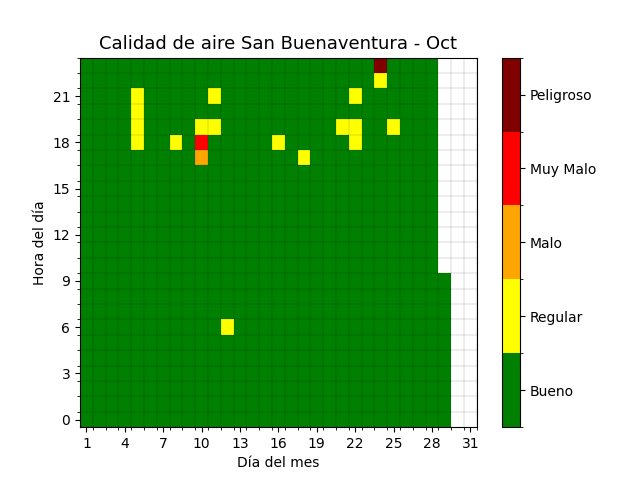 Calidad de aire San Buenaventura - Oct
Hora del día
21
18
15
12
9
6
3
0
1 4 7 10 13 16 19 22 25 28 31
Día del mes
Peligroso
Muy Malo
Malo
Regular
Bueno